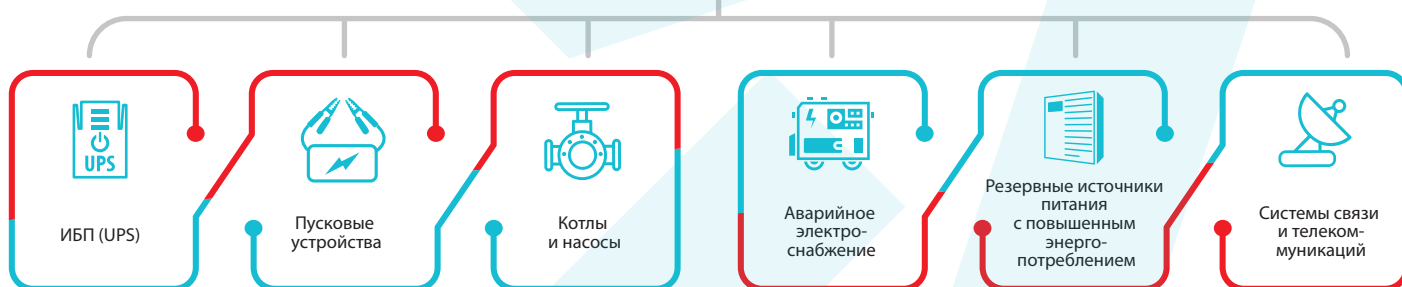 UPS
ИБП (UPS)
Пусковые
устройства
Котлы
и насосы
Аварийное
электро-
снабжение
Резервные источники
питания
с повышенным
энерго-
потреблением
Системы связи
и телеком-
муникаций